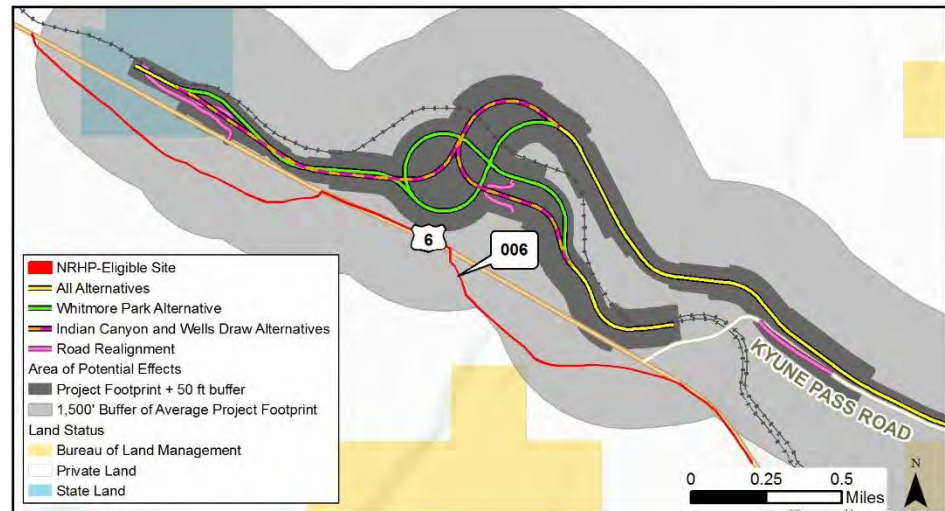 6
006
KYUNE PASS ROAD
NRHP-Eligible Site
All Alternatives
Whitmore Park Alternative
Indian Canyon and Wells Draw Alternatives
Road Realignment
Area of Potential Effects
Project Footprint + 50 ft buffer
1,500' Buffer of Average Project Footprint
Land Status
Bureau of Land Management
Private Land
State Land
0 0.25 0.5
Miles
N